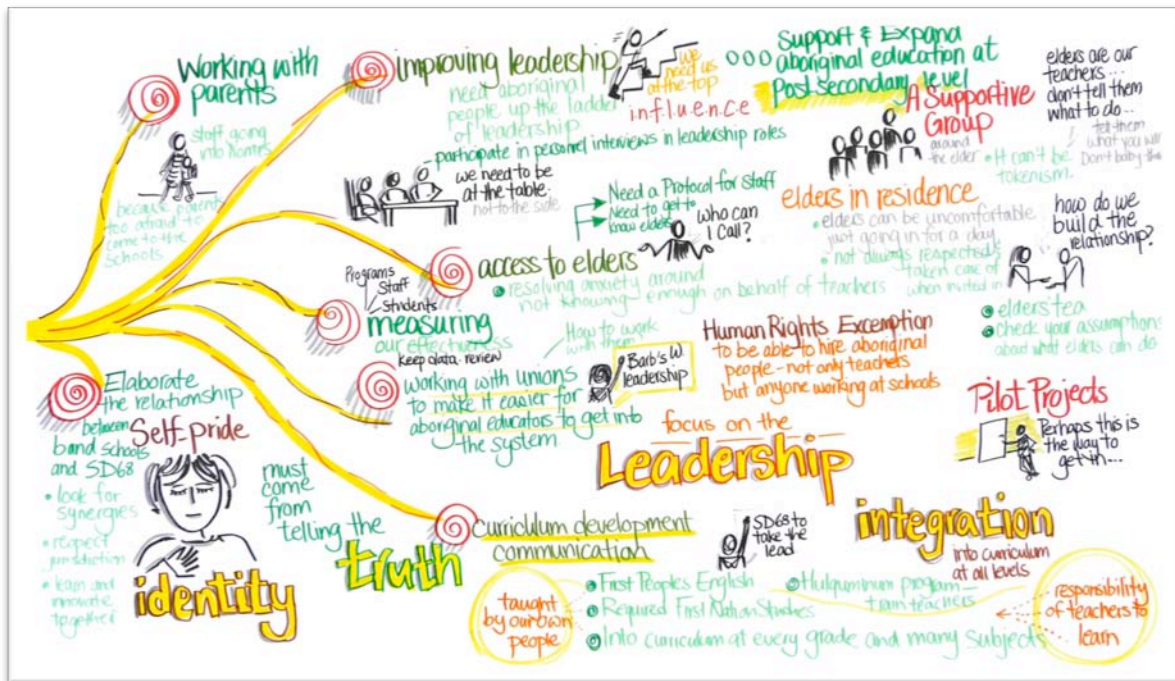 Working with
parents
staff going
into homes
because parents
too afraid to
come to the
schools
improving leadership
need aboriginal
people up the ladder
of leadership
we
need us
at the top
influence
participate in personel interviews in leadership roles
we need to be
at the table
not to the side
support & Expand
aboriginal education at
Post secondary level
A Supportive
Group
around
the elder
It can't be
tokenism.
elders are our
teachers...
don't tell them
what to do...
tell them
what you will
Don't baby the
Need a Protocol for Staff
Need to get to
know elders
who can
I call?
access to elders
resolving anxiety around
not knowing enough on behalf of teachers
elders in residence
elders can be uncomfortable
just going in for a day
not always respected &
taken care of
when invited in
how do we
build the
relationship?
elders' tea
check your assumptions
about what elders can do
Programs
Staff
Students
measuring
our effectiveness
keep data - review
How to work
with them
working with unions
to make it easier for
aboriginal educators to get into
the system
Barb's W.
leadership
Human Rights Excemption
to be able to hire aboriginal
people - not only teachers
but anyone working at schools
focus on the
Leadership
Pilot Projects
Perhaps this is
the way to
get in...
Elaborate
the relationship
between
band schools
and SD68
look for
synergies
respect
jurisdiction
learn and
innovate
together
Self-pride
identity
must
come
from
telling the
truth
curriculum development
communication
SD68 to
take the
lead
integration
into curriculum
at all levels
taught
by our own
people
First Peoples English
Required First Nation Studies
Into curriculum at every grade and many subjects
Hulquminum program -
train teachers
responsibility
of teachers to
learn